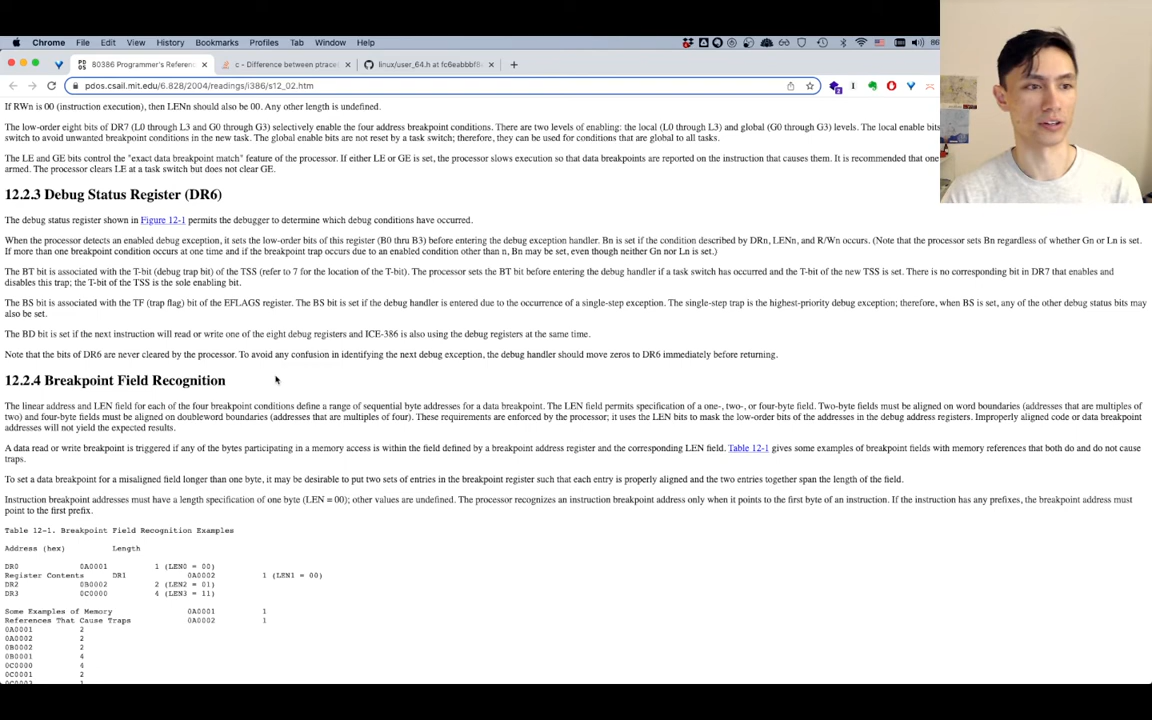 Chrome File Edit View History Bookmarks Profiles Tab Window Help
80386 Programmer's Referenc × c - Difference between ptrace × linux/user_64.h at fc6eabbbf8 × +
pdos.csail.mit.edu/6.828/2004/readings/i386/s12_02.htm
If RWn is 00 (instruction execution), then LENn should also be 00. Any other length is undefined.
The low-order eight bits of DR7 (L0 through L3 and G0 through G3) selectively enable the four address breakpoint conditions. There are two levels of enabling: the local (L0 through L3) and global (G0 through G3) levels. The local enable bits
switch to avoid unwanted breakpoint conditions in the new task. The global enable bits are not reset by a task switch; therefore, they can be used for conditions that are global to all tasks.
The LE and GE bits control the "exact data breakpoint match" feature of the processor. If either LE or GE is set, the processor slows execution so that data breakpoints are reported on the instruction that causes them. It is recommended that one
armed. The processor clears LE at a task switch but does not clear GE.
12.2.3 Debug Status Register (DR6)
The debug status register shown in Figure 12-1 permits the debugger to determine which debug conditions have occurred.
When the processor detects an enabled debug exception, it sets the low-order bits of this register (B0 thru B3) before entering the debug exception handler. Bn is set if the condition described by DRn, LENn, and R/Wn occurs. (Note that the processor sets Bn regardless of whether Gn or Ln is set.
If more than one breakpoint condition occurs at one time and if the breakpoint trap occurs due to an enabled condition other than n, Bn may be set, even though neither Gn nor Ln is set.)
The BT bit is associated with the T-bit (debug trap bit) of the TSS (refer to 7 for the location of the T-bit). The processor sets the BT bit before entering the debug handler if a task switch has occurred and the T-bit of the new TSS is set. There is no corresponding bit in DR7 that enables and
disables this trap; the T-bit of the TSS is the sole enabling bit.
The BS bit is associated with the TF (trap flag) bit of the EFLAGS register. The BS bit is set if the debug handler is entered due to the occurrence of a single-step exception. The single-step trap is the highest-priority debug exception; therefore, when BS is set, any of the other debug status bits may
also be set.
The BD bit is set if the next instruction will read or write one of the eight debug registers and ICE-386 is also using the debug registers at the same time.
Note that the bits of DR6 are never cleared by the processor. To avoid any confusion in identifying the next debug exception, the debug handler should move zeros to DR6 immediately before returning.
12.2.4 Breakpoint Field Recognition
The linear address and LEN field for each of the four breakpoint conditions define a range of sequential byte addresses for a data breakpoint. The LEN field permits specification of a one-, two-, or four-byte field. Two-byte fields must be aligned on word boundaries (addresses that are multiples of
two) and four-byte fields must be aligned on doubleword boundaries (addresses that are multiples of four). These requirements are enforced by the processor; it uses the LEN bits to mask the low-order bits of the addresses in the debug address registers. Improperly aligned code or data breakpoint
addresses will not yield the expected results.
A data read or write breakpoint is triggered if any of the bytes participating in a memory access is within the field defined by a breakpoint address register and the corresponding LEN field. Table 12-1 gives some examples of breakpoint fields with memory references that both do and do not cause
traps.
To set a data breakpoint for a misaligned field longer than one byte, it may be desirable to put two sets of entries in the breakpoint register such that each entry is properly aligned and the two entries together span the length of the field.
Instruction breakpoint addresses must have a length specification of one byte (LEN = 00); other values are undefined. The processor recognizes an instruction breakpoint address only when it points to the first byte of an instruction. If the instruction has any prefixes, the breakpoint address must
point to the first prefix.
Table 12-1. Breakpoint Field Recognition Examples
Address (hex) Length
DR0 0A0001 1 (LEN0 = 00)
Register Contents DR1 0A0002 1 (LEN1 = 00)
DR2 0B0002 2 (LEN2 = 01)
DR3 0C0000 4 (LEN3 = 11)
Some Examples of Memory 0A0001 1
References That Cause Traps 0A0002 1
0A0001 2
0A0002 2
0B0002 2
0B0001 4
0C0000 4
0C0001 2